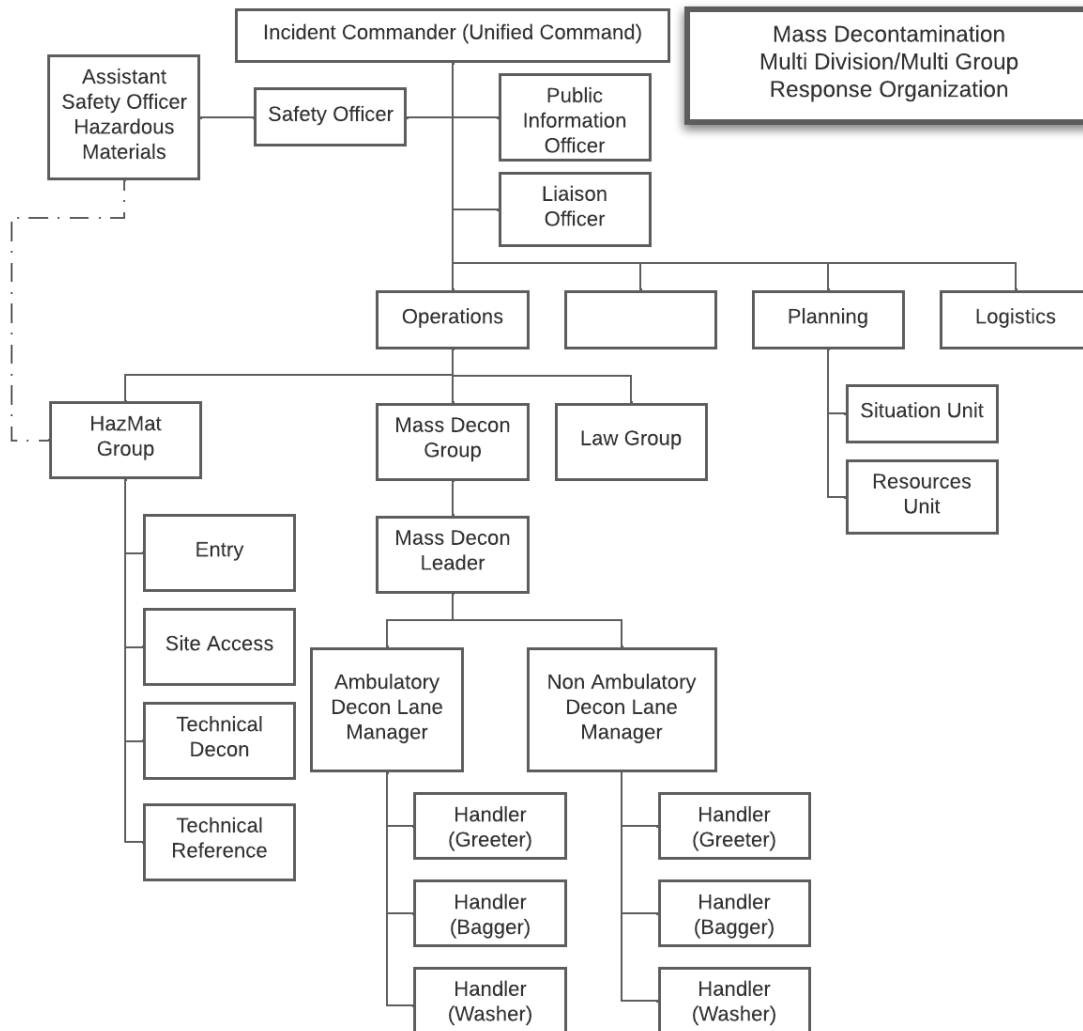 Incident Commander (Unified Command)
Mass Decontamination
Multi Division/Multi Group
Response Organization
Assistant
Safety Officer
Hazardous
Materials
Safety Officer
Public
Information
Officer
Liaison
Officer
Operations
Planning
Logistics
HazMat
Group
Mass Decon
Group
Law Group
Situation Unit
Resources
Unit
Entry
Mass Decon
Leader
Site Access
Ambulatory
Decon Lane
Manager
Non Ambulatory
Decon Lane
Manager
Technical
Decon
Technical
Reference
Handler
(Greeter)
Handler
(Greeter)
Handler
(Bagger)
Handler
(Bagger)
Handler
(Washer)
Handler
(Washer)